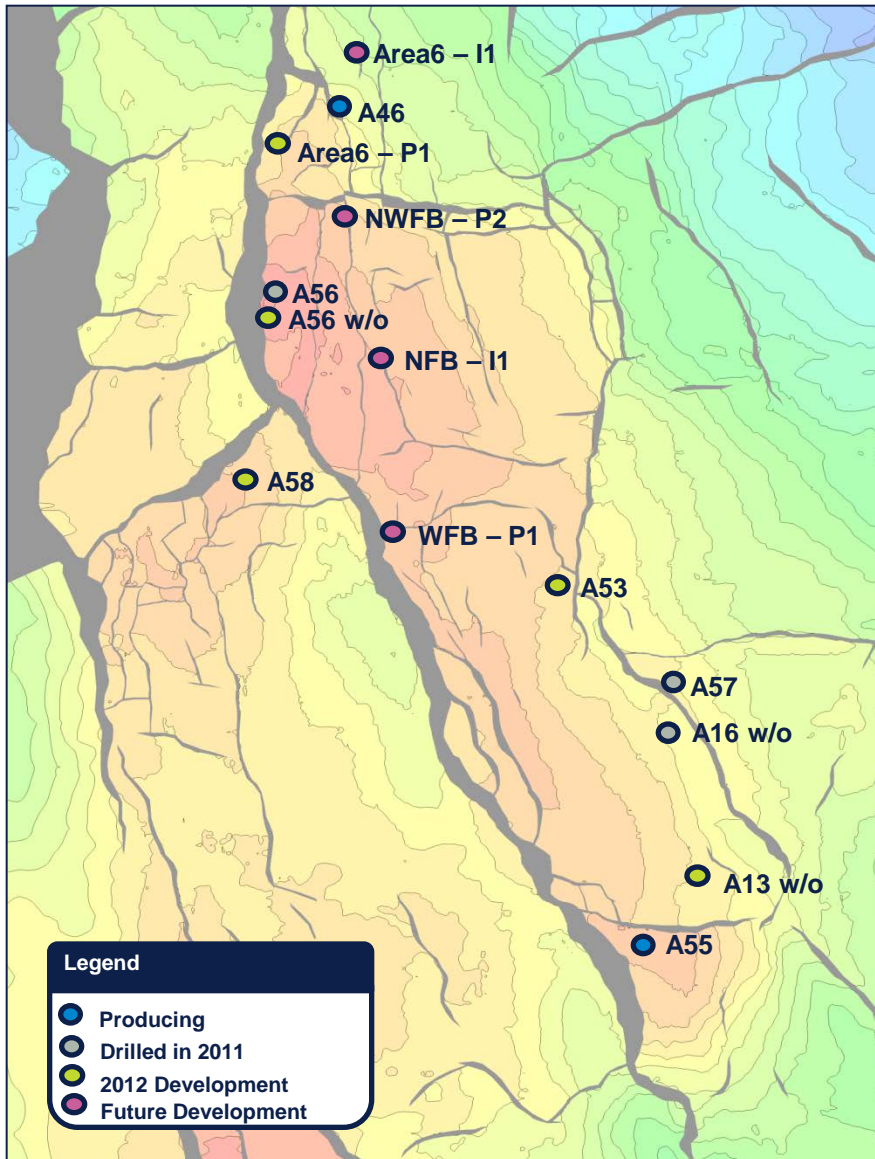 Area6 – I1
A46
Area6 – P1
NWFB – P2
A56
A56 w/o
NFB – I1
A58
WFB – P1
A53
A57
A16 w/o
A13 w/o
A55
Legend
Producing
Drilled in 2011
2012 Development
Future Development